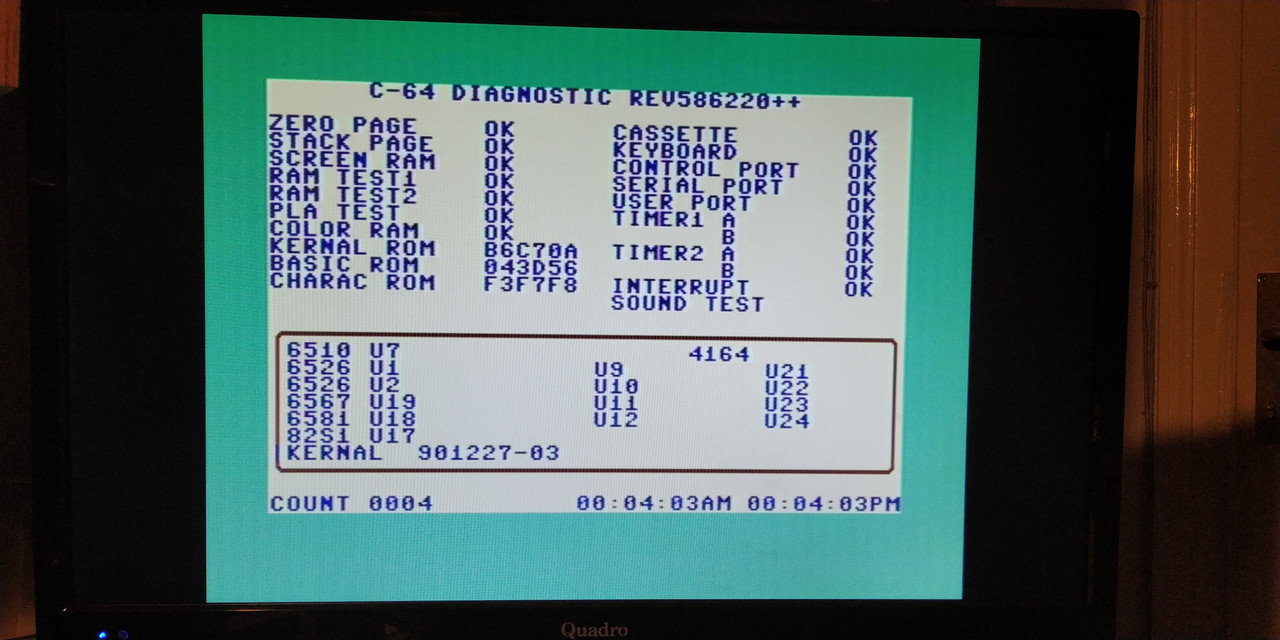 C-64 DIAGNOSTIC REV586220++
ZERO PAGE OK
STACK PAGE OK
SCREEN RAM OK
RAM TEST1 OK
RAM TEST2 OK
PLA TEST OK
COLOR RAM OK
KERNAL ROM B6C70A
BASIC ROM 043D56
CHARAC ROM F3F7F8
CASSETTE OK
KEYBOARD OK
CONTROL PORT OK
SERIAL PORT OK
USER PORT OK
TIMER1 A OK
B OK
TIMER2 A OK
B OK
INTERRUPT OK
SOUND TEST
6510 U7
6526 U1
6526 U2
6567 U19
6581 U18
82S1 U17
KERNAL 901227-03
4164
U9 U21
U10 U22
U11 U23
U12 U24
COUNT 0004 00:04:03AM 00:04:03PM
Quadro